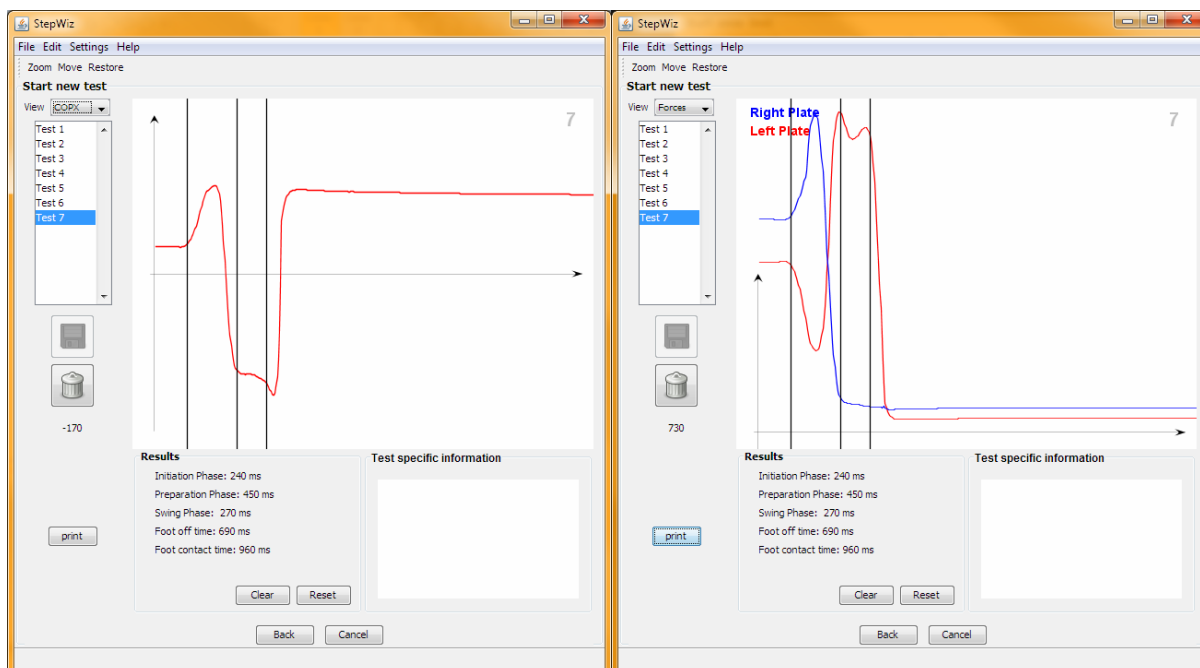 StepWiz
File Edit Settings Help
Zoom Move Restore
Start new test
View COPX
Test 1
Test 2
Test 3
Test 4
Test 5
Test 6
Test 7
7
-170
print
Results
Initiation Phase: 240 ms
Preparation Phase: 450 ms
Swing Phase: 270 ms
Foot off time: 690 ms
Foot contact time: 960 ms
Clear Reset
Test specific information
Back Cancel
StepWiz
File Edit Settings Help
Zoom Move Restore
Start new test
View Forces
Test 1
Test 2
Test 3
Test 4
Test 5
Test 6
Test 7
Right Plate
Left Plate
7
730
print
Results
Initiation Phase: 240 ms
Preparation Phase: 450 ms
Swing Phase: 270 ms
Foot off time: 690 ms
Foot contact time: 960 ms
Clear Reset
Test specific information
Back Cancel